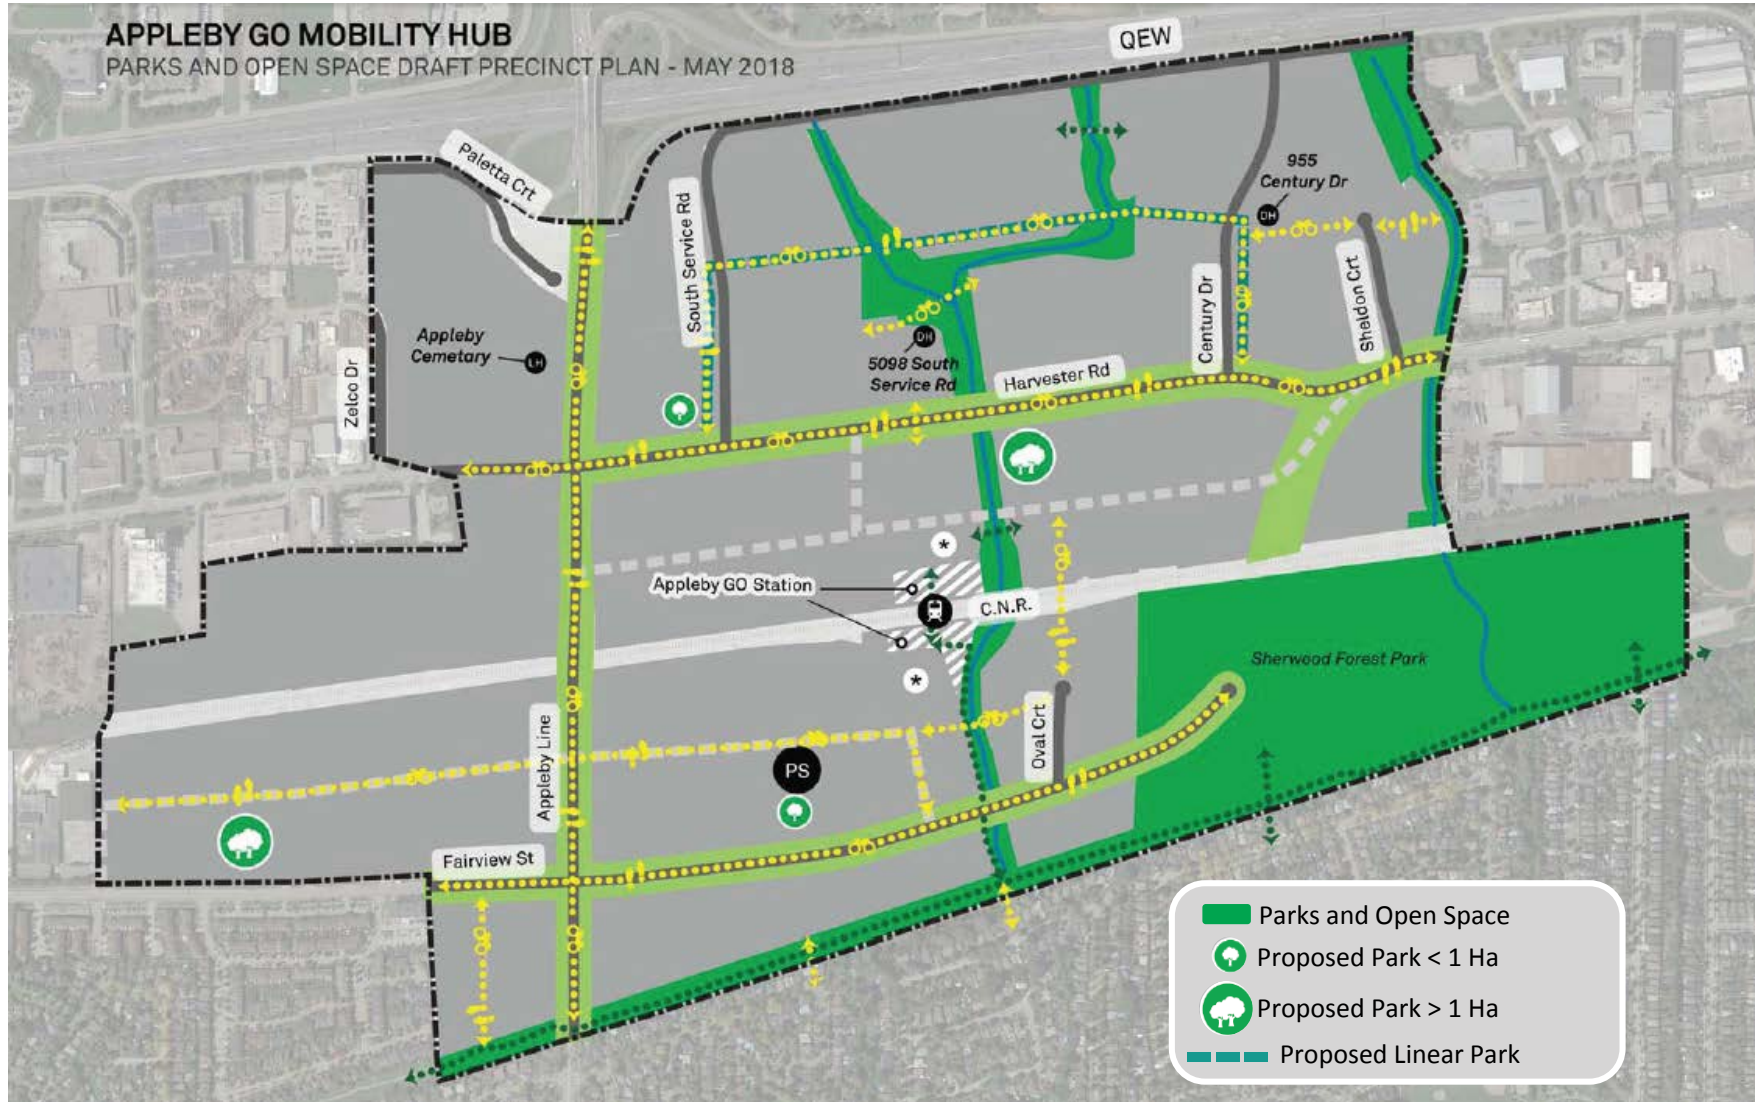 APPLEBY GO MOBILITY HUB
PARKS AND OPEN SPACE DRAFT PRECINCT PLAN - MAY 2018
QEW
Paletta Crt
955
Century Dr
DH
South Service Rd
Appleby
Cemetary
LH
Zelco Dr
DH
5098 South
Service Rd
Harvester Rd
Century Dr
Sheldon Crt
*
Appleby GO Station
C.N.R.
*
Sherwood Forest Park
Appleby Line
Oval Crt
PS
Fairview St
Parks and Open Space
Proposed Park < 1 Ha
Proposed Park > 1 Ha
Proposed Linear Park